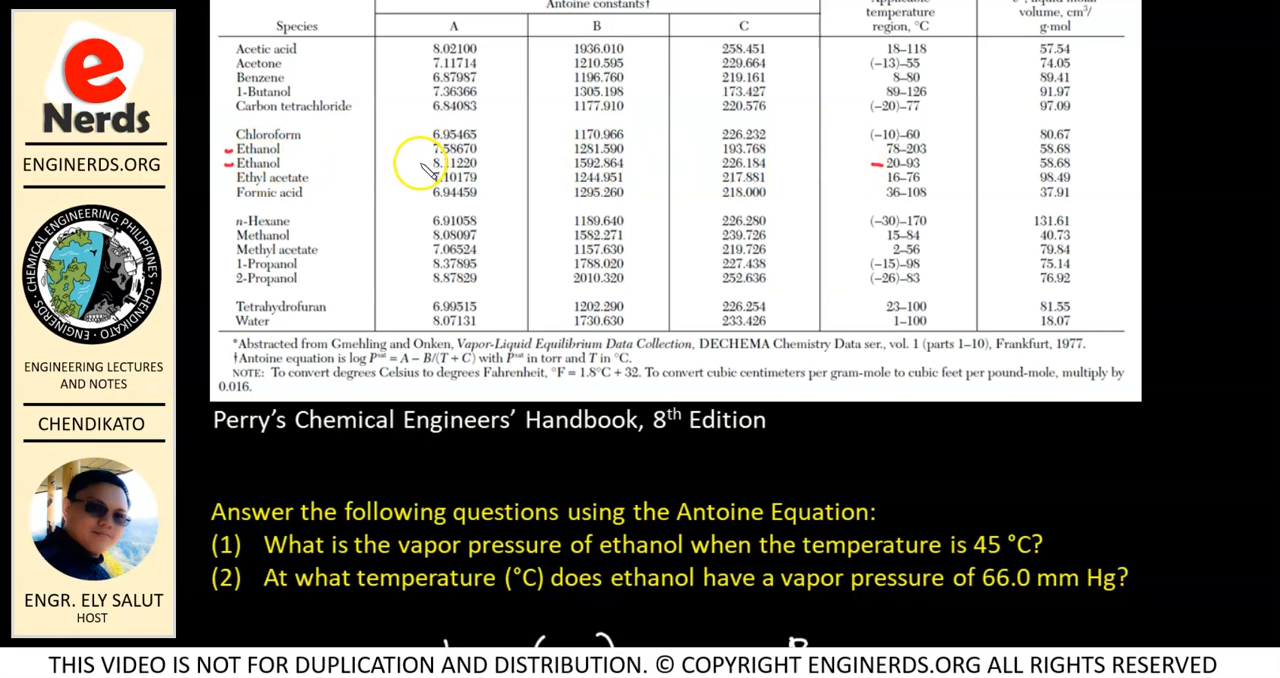 Antoine constants†
Applicable
temperature
region, °C
liquid molar
volume, cm³/
g·mol
Species A B C
Acetic acid 8.02100 1936.010 258.451 18–118 57.54
Acetone 7.11714 1210.595 229.664 (-13)–55 74.05
Benzene 6.87987 1196.760 219.161 8–80 89.41
1-Butanol 7.36366 1305.198 173.427 89–126 91.97
Carbon tetrachloride 6.84083 1177.910 220.576 (-20)–77 97.09
Chloroform 6.95465 1170.966 226.232 (-10)–60 80.67
Ethanol 7.58670 1281.590 193.768 78–203 58.68
Ethanol 8.11220 1592.864 226.184 20–93 58.68
Ethyl acetate 7.10179 1244.951 217.881 16–76 98.49
Formic acid 6.94459 1295.260 218.000 36–108 37.91
n-Hexane 6.91058 1189.640 226.280 (-30)–170 131.61
Methanol 8.08097 1582.271 239.726 15–84 40.73
Methyl acetate 7.06524 1157.630 219.726 2–56 79.84
1-Propanol 8.37895 1788.020 227.438 (-15)–98 75.14
2-Propanol 8.87829 2010.320 252.636 (-26)–83 76.92
Tetrahydrofuran 6.99515 1202.290 226.254 23–100 81.55
Water 8.07131 1730.630 233.426 1–100 18.07
*Abstracted from Gmehling and Onken, Vapor-Liquid Equilibrium Data Collection, DECHEMA Chemistry Data ser., vol. 1 (parts 1–10), Frankfurt, 1977.
†Antoine equation is log Pˢᵃᵗ = A − B/(T + C) with Pˢᵃᵗ in torr and T in °C.
NOTE: To convert degrees Celsius to degrees Fahrenheit, °F = 1.8°C + 32. To convert cubic centimeters per gram-mole to cubic feet per pound-mole, multiply by
0.016.
Perry's Chemical Engineers' Handbook, 8th Edition
Answer the following questions using the Antoine Equation:
(1) What is the vapor pressure of ethanol when the temperature is 45 °C?
(2) At what temperature (°C) does ethanol have a vapor pressure of 66.0 mm Hg?
e
Nerds
ENGINERDS.ORG
CHEMICAL ENGINEERING PHILIPPINES
CHENDIKATO
ENGINERDS
ENGINEERING LECTURES
AND NOTES
CHENDIKATO
ENGR. ELY SALUT
HOST
THIS VIDEO IS NOT FOR DUPLICATION AND DISTRIBUTION. © COPYRIGHT ENGINERDS.ORG ALL RIGHTS RESERVED